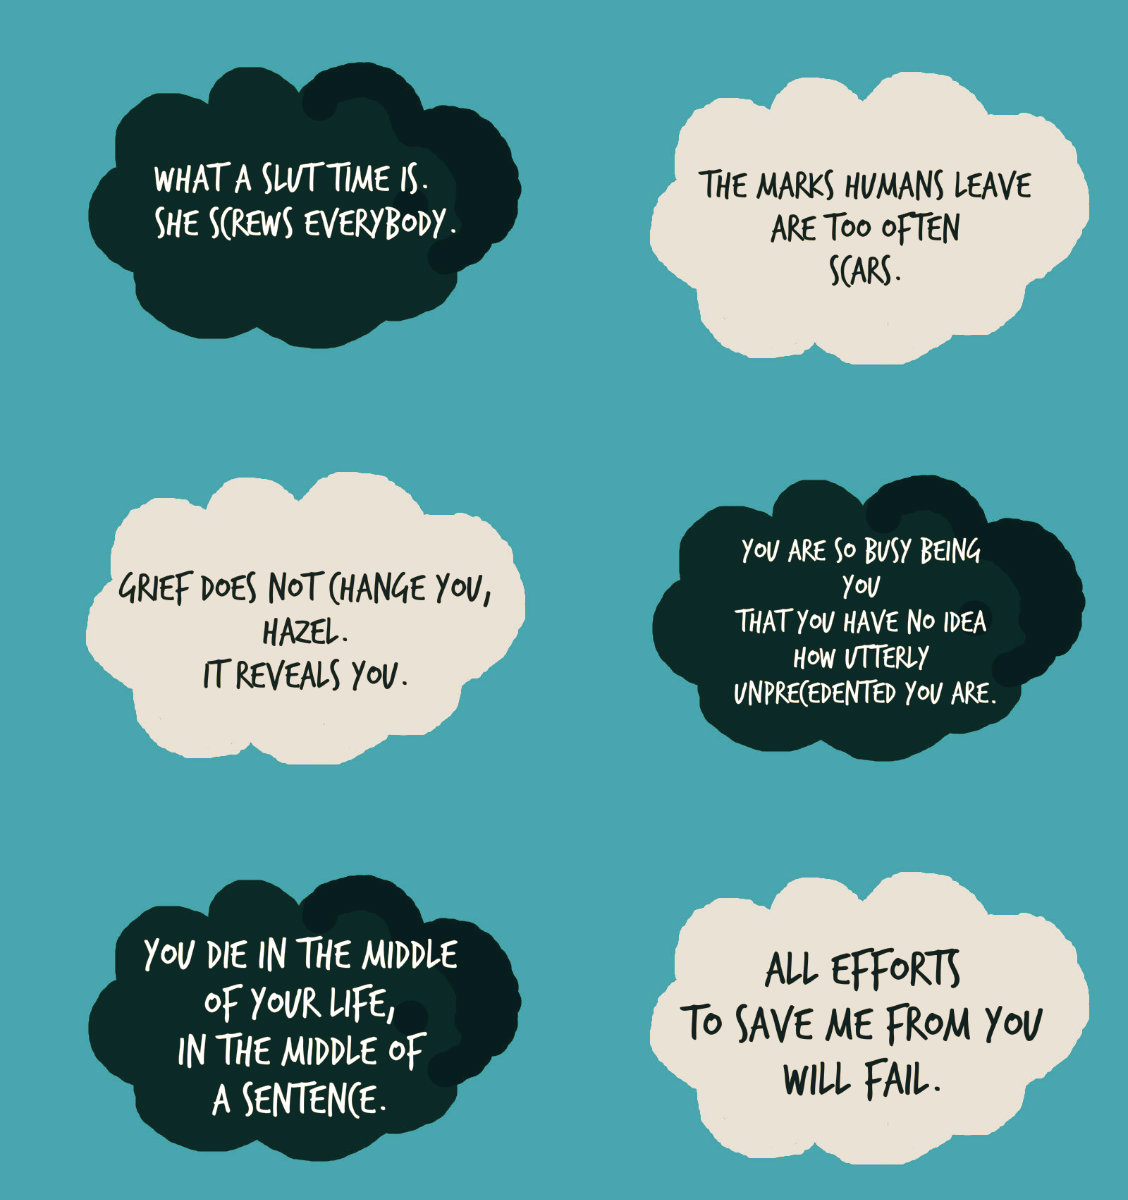 WHAT A SLUT TIME IS.
SHE SCREWS EVERYBODY.
THE MARKS HUMANS LEAVE
ARE TOO OFTEN
SCARS.
GRIEF DOES NOT CHANGE YOU,
HAZEL.
IT REVEALS YOU.
YOU ARE SO BUSY BEING
YOU
THAT YOU HAVE NO IDEA
HOW UTTERLY
UNPRECEDENTED YOU ARE.
YOU DIE IN THE MIDDLE
OF YOUR LIFE,
IN THE MIDDLE OF
A SENTENCE.
ALL EFFORTS
TO SAVE ME FROM YOU
WILL FAIL.